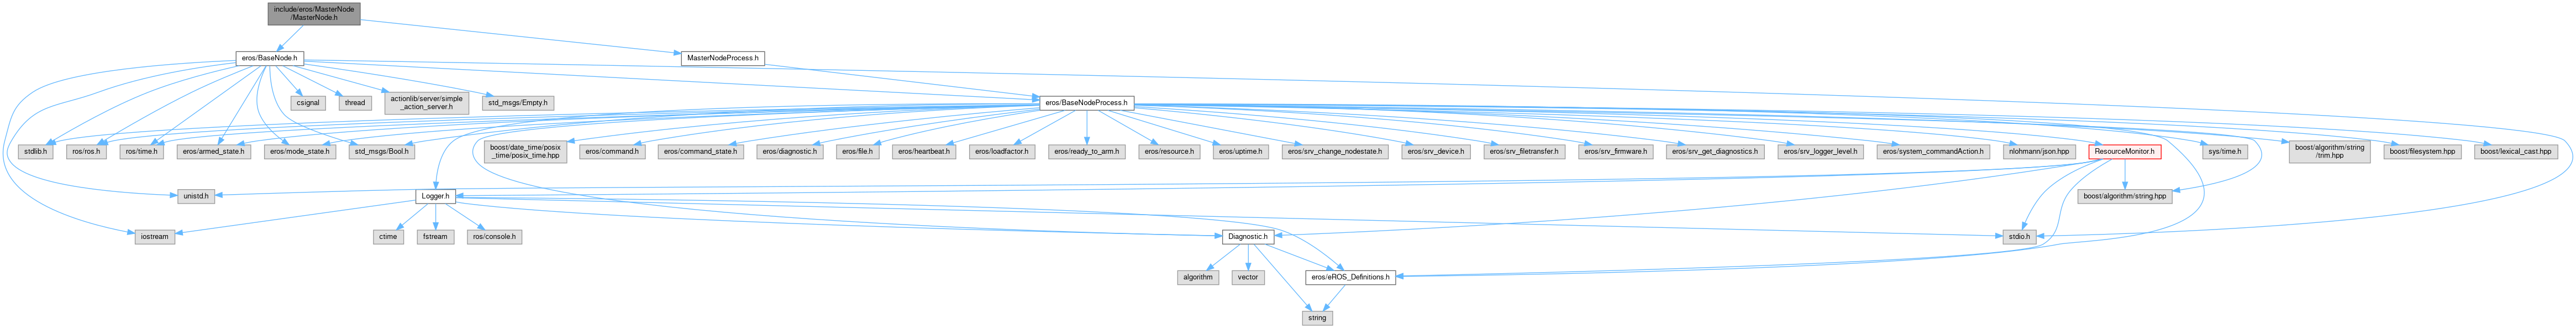 include/eros/MasterNode
/MasterNode.h
eros/BaseNode.h
MasterNodeProcess.h
csignal
thread
actionlib/server/simple
_action_server.h
std_msgs/Empty.h
eros/BaseNodeProcess.h
stdlib.h
ros/ros.h
ros/time.h
eros/armed_state.h
eros/mode_state.h
std_msgs/Bool.h
boost/date_time/posix
_time/posix_time.hpp
eros/command.h
eros/command_state.h
eros/diagnostic.h
eros/file.h
eros/heartbeat.h
eros/loadfactor.h
eros/ready_to_arm.h
eros/resource.h
eros/uptime.h
eros/srv_change_nodestate.h
eros/srv_device.h
eros/srv_filetransfer.h
eros/srv_firmware.h
eros/srv_get_diagnostics.h
eros/srv_logger_level.h
eros/system_commandAction.h
nlohmann/json.hpp
ResourceMonitor.h
sys/time.h
boost/algorithm/string
/trim.hpp
boost/filesystem.hpp
boost/lexical_cast.hpp
unistd.h
Logger.h
boost/algorithm/string.hpp
iostream
ctime
fstream
ros/console.h
Diagnostic.h
stdio.h
algorithm
vector
eros/eROS_Definitions.h
string